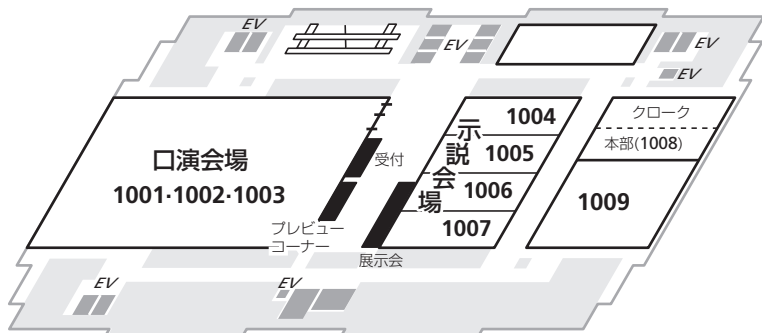 EV
EV
EV
EV
口演会場
1001·1002·1003
受付
プレビュー
コーナー
示説会場
1004
1005
1006
1007
展示会
クローク
本部(1008)
1009
EV
EV